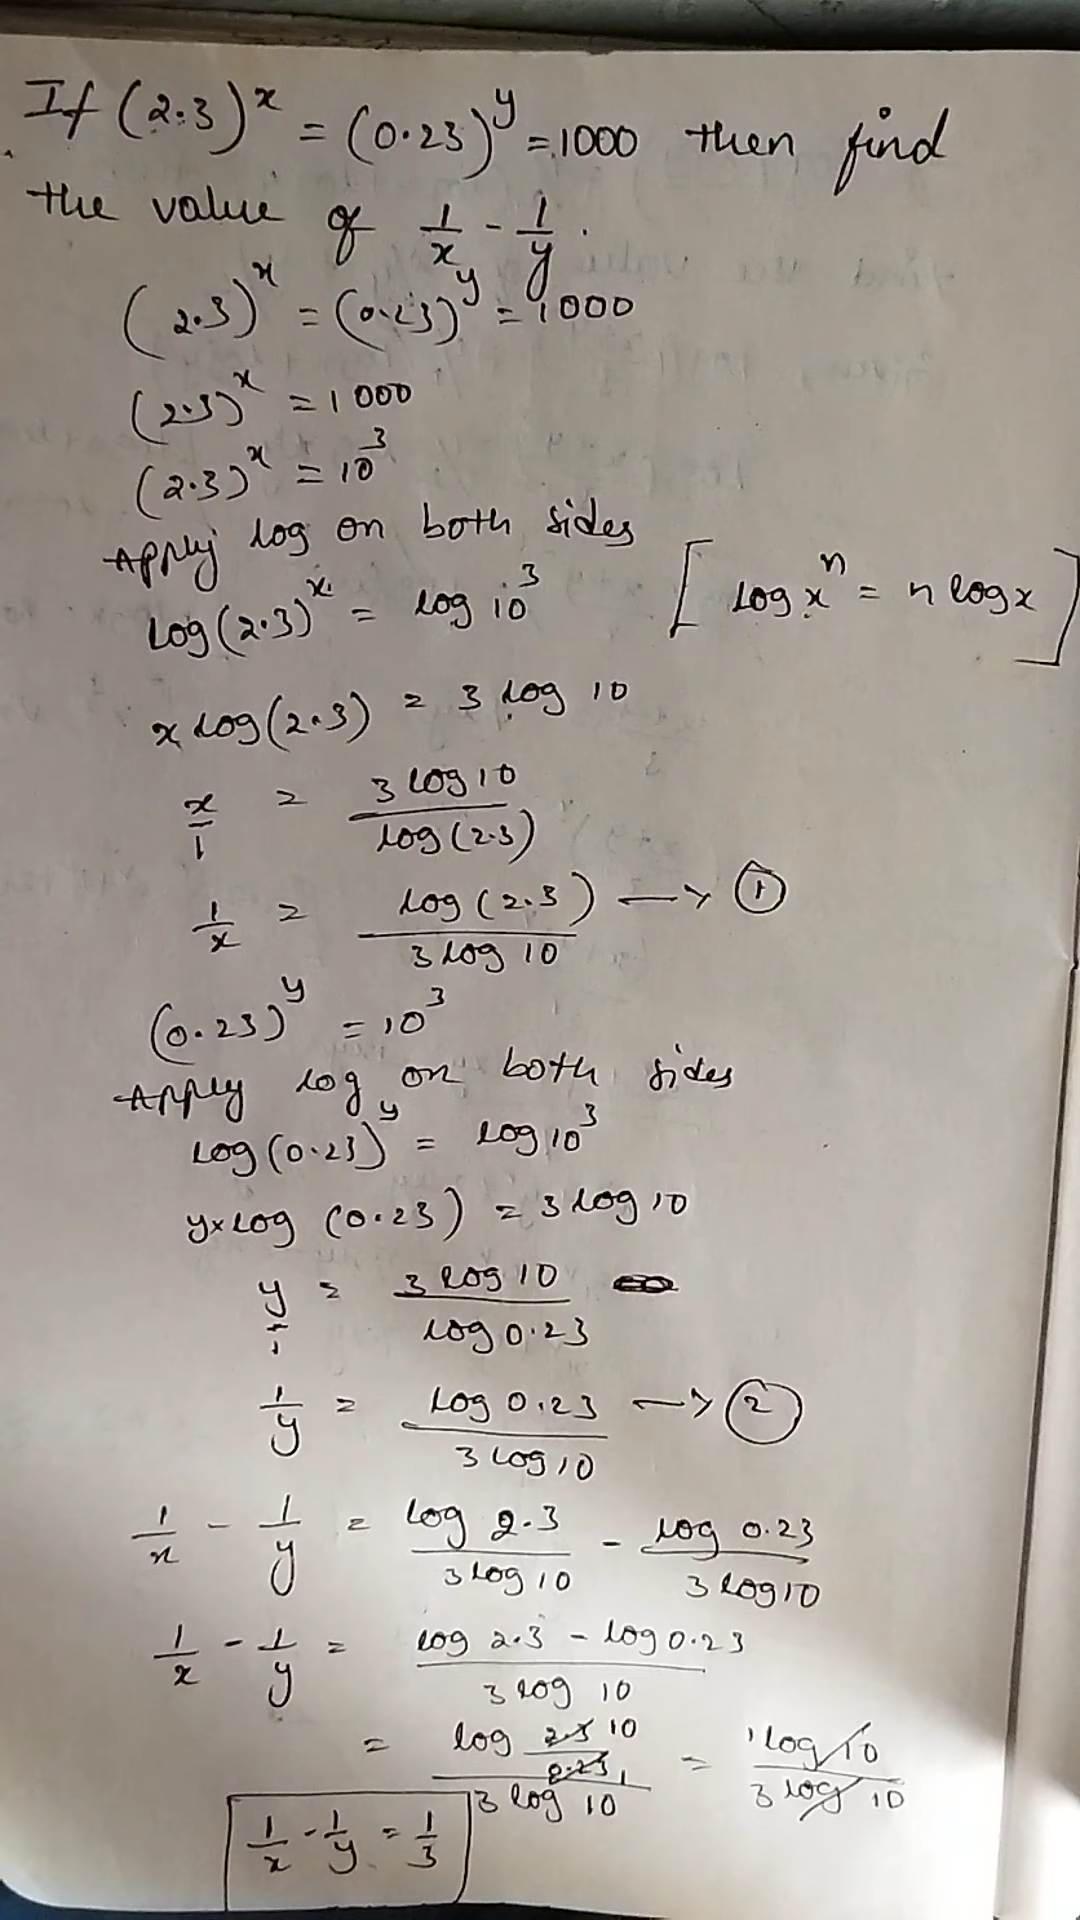 If (2.3)^x = (0.23)^y = 1000 then find
the value of 1/x - 1/y.
(2.3)^x = (0.23)^y = 1000
(2.3)^x = 1000
(2.3)^x = 10^3
Apply log on both sides
log(2.3)^x = log 10^3 [log x^n = n log x]
x log(2.3) = 3 log 10
x/1 = 3 log 10 / log(2.3)
1/x = log(2.3) / 3 log 10 → ①
(0.23)^y = 10^3
Apply log on both sides
log(0.23)^y = log 10^3
y×log (0.23) = 3 log 10
y/1 = 3 log 10 / log 0.23
1/y = log 0.23 / 3 log 10 → ②
1/x - 1/y = log 2.3 / 3 log 10 - log 0.23 / 3 log 10
1/x - 1/y = log 2.3 - log 0.23 / 3 log 10
= log 2.3 10 / 0.23 1 / 3 log 10 = 1 log 10 / 3 log 10
1/x - 1/y = 1/3